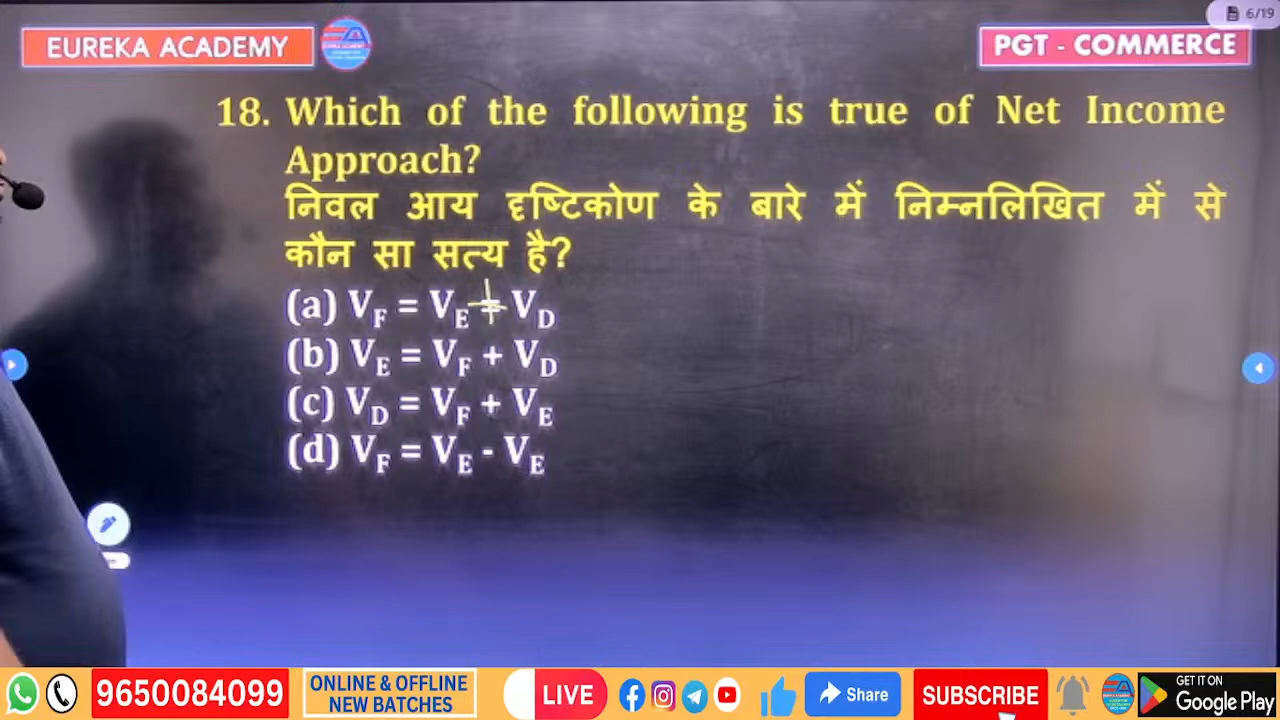 6/19
EUREKA ACADEMY
PGT - COMMERCE
18. Which of the following is true of Net Income
Approach?
निवल आय दृष्टिकोण के बारे में निम्नलिखित में से
कौन सा सत्य है?
(a) VF = VE + VD
(b) VE = VF + VD
(c) VD = VF + VE
(d) VF = VE - VE
9650084099
ONLINE & OFFLINE
NEW BATCHES
LIVE
Share
SUBSCRIBE
GET IT ON
Google Play